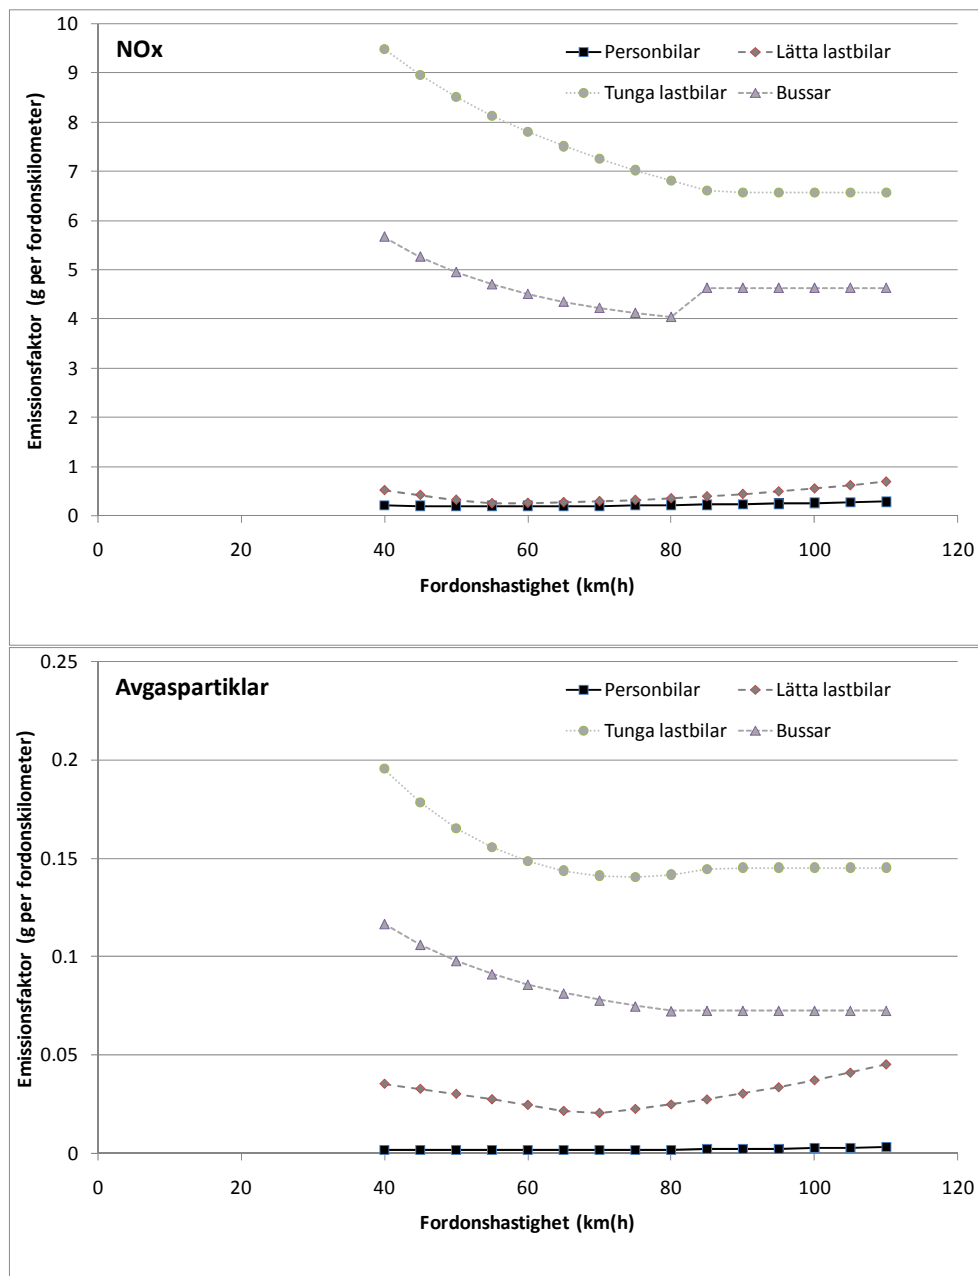 NOx
Personbilar
Lätta lastbilar
Tunga lastbilar
Bussar
Emissionsfaktor (g per fordonskilometer)
10
9
8
7
6
5
4
3
2
1
0
0 20 40 60 80 100 120
Fordonshastighet (km(h)
Avgaspartiklar
Personbilar
Lätta lastbilar
Tunga lastbilar
Bussar
Emissionsfaktor (g per fordonskilometer)
0.25
0.2
0.15
0.1
0.05
0
0 20 40 60 80 100 120
Fordonshastighet (km(h)